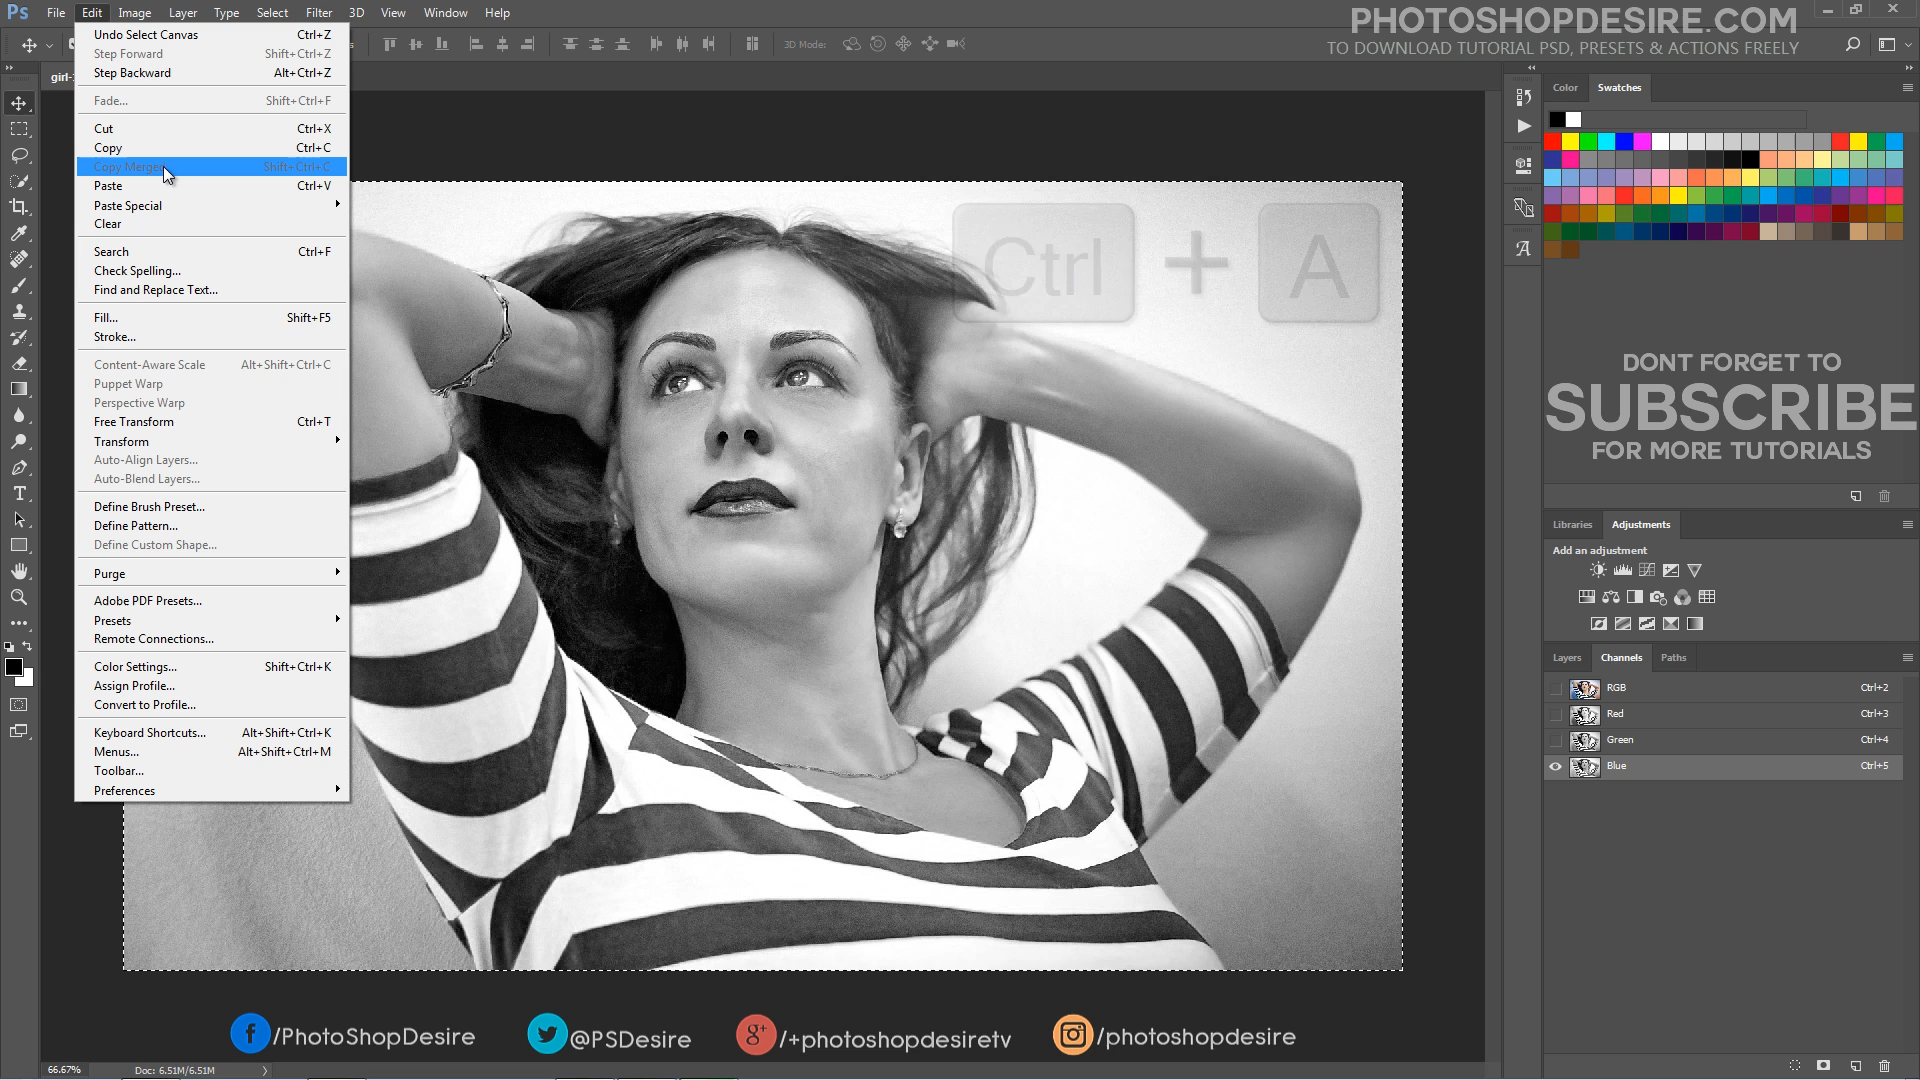 Ps File Edit Image Layer Type Select Filter 3D View Window Help
PHOTOSHOPDESIRE.COM
TO DOWNLOAD TUTORIAL PSD, PRESETS & ACTIONS FREELY
3D Mode:
girl-
Undo Select Canvas Ctrl+Z
Step Forward Shift+Ctrl+Z
Step Backward Alt+Ctrl+Z
Fade... Shift+Ctrl+F
Cut Ctrl+X
Copy Ctrl+C
Copy Merged Shift+Ctrl+C
Paste Ctrl+V
Paste Special
Clear
Search Ctrl+F
Check Spelling...
Find and Replace Text...
Fill... Shift+F5
Stroke...
Content-Aware Scale Alt+Shift+Ctrl+C
Puppet Warp
Perspective Warp
Free Transform Ctrl+T
Transform
Auto-Align Layers...
Auto-Blend Layers...
Define Brush Preset...
Define Pattern...
Define Custom Shape...
Purge
Adobe PDF Presets...
Presets
Remote Connections...
Color Settings... Shift+Ctrl+K
Assign Profile...
Convert to Profile...
Keyboard Shortcuts... Alt+Shift+Ctrl+K
Menus... Alt+Shift+Ctrl+M
Toolbar...
Preferences
Ctrl + A
Color Swatches
DONT FORGET TO
SUBSCRIBE
FOR MORE TUTORIALS
Libraries Adjustments
Add an adjustment
Layers Channels Paths
RGB Ctrl+2
Red Ctrl+3
Green Ctrl+4
Blue Ctrl+5
/PhotoShopDesire
@PSDesire
/+photoshopdesiretv
/photoshopdesire
66.67% Doc: 6.51M/6.51M